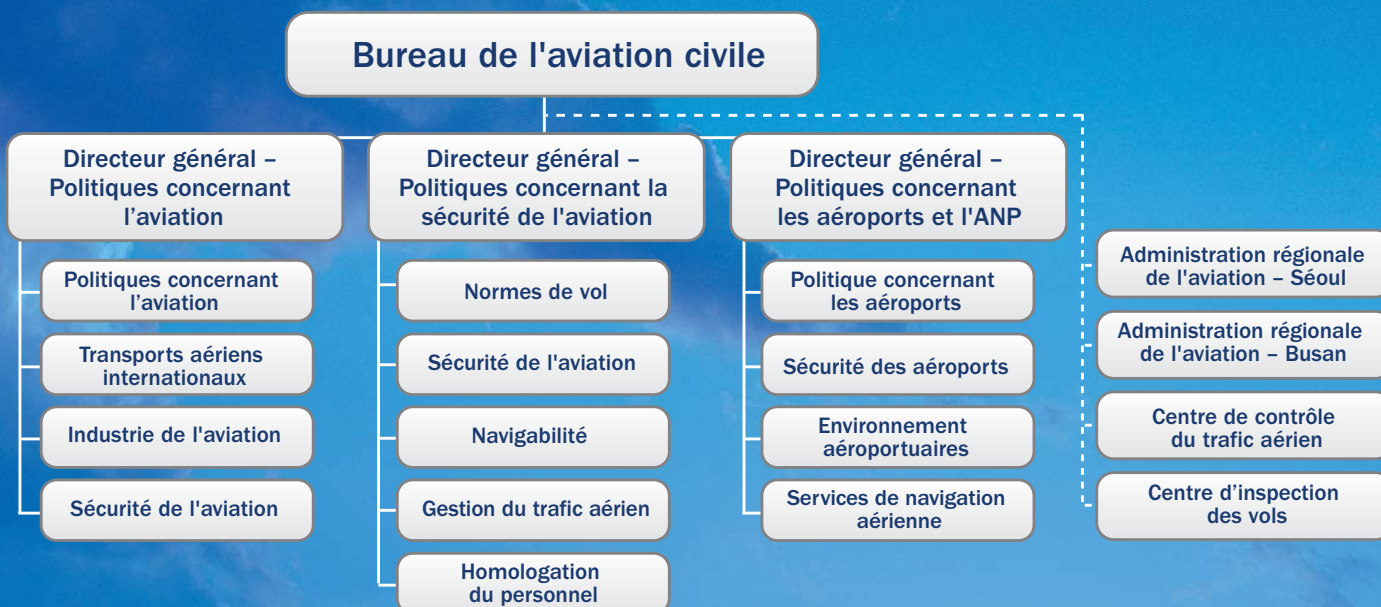 Bureau de l'aviation civile
Directeur général –
Politiques concernant
l’aviation
Politiques concernant
l’aviation
Transports aériens
internationaux
Industrie de l'aviation
Sécurité de l'aviation
Directeur général –
Politiques concernant la
sécurité de l'aviation
Normes de vol
Sécurité de l'aviation
Navigabilité
Gestion du trafic aérien
Homologation
du personnel
Directeur général –
Politiques concernant
les aéroports et l'ANP
Politique concernant
les aéroports
Sécurité des aéroports
Environnement
aéroportuaires
Services de navigation
aérienne
Administration régionale
de l'aviation – Séoul
Administration régionale
de l'aviation – Busan
Centre de contrôle
du trafic aérien
Centre d’inspection
des vols